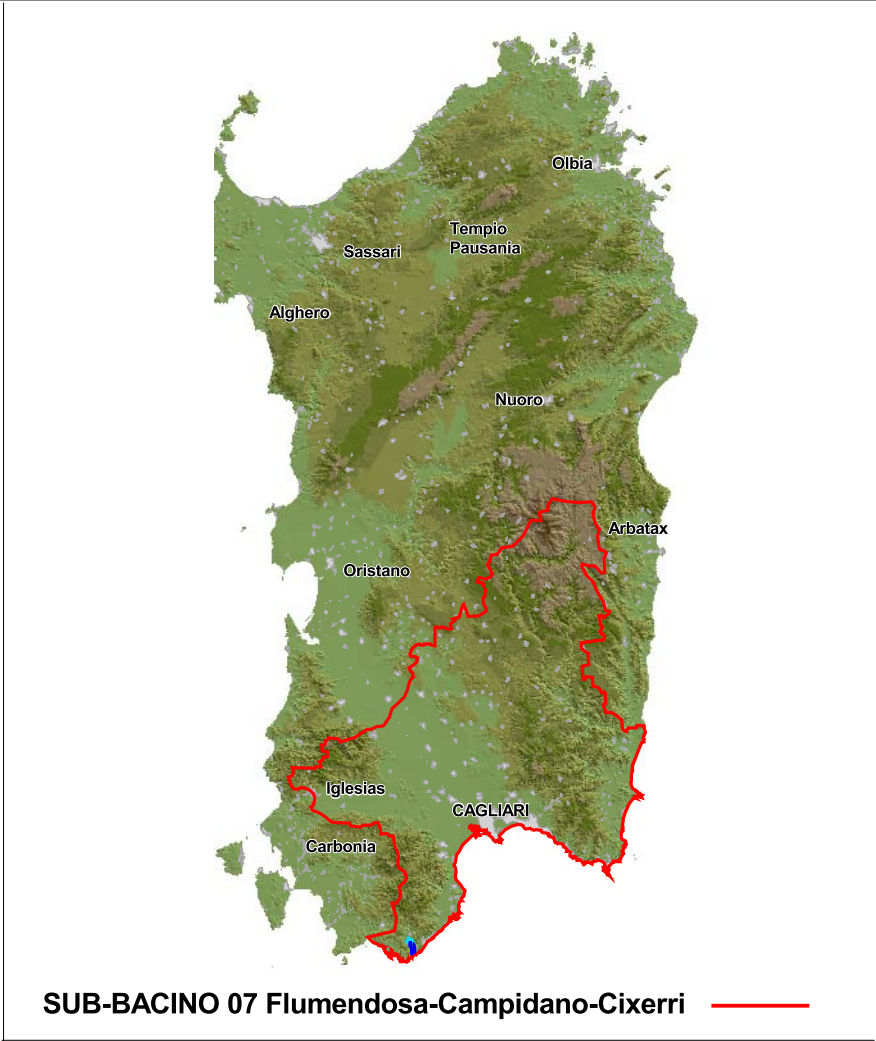 Olbia
Tempio
Pausania
Sassari
Alghero
Nuoro
Arbatax
Oristano
Iglesias
CAGLIARI
Carbonia
SUB-BACINO 07 Flumendosa-Campidano-Cixerri